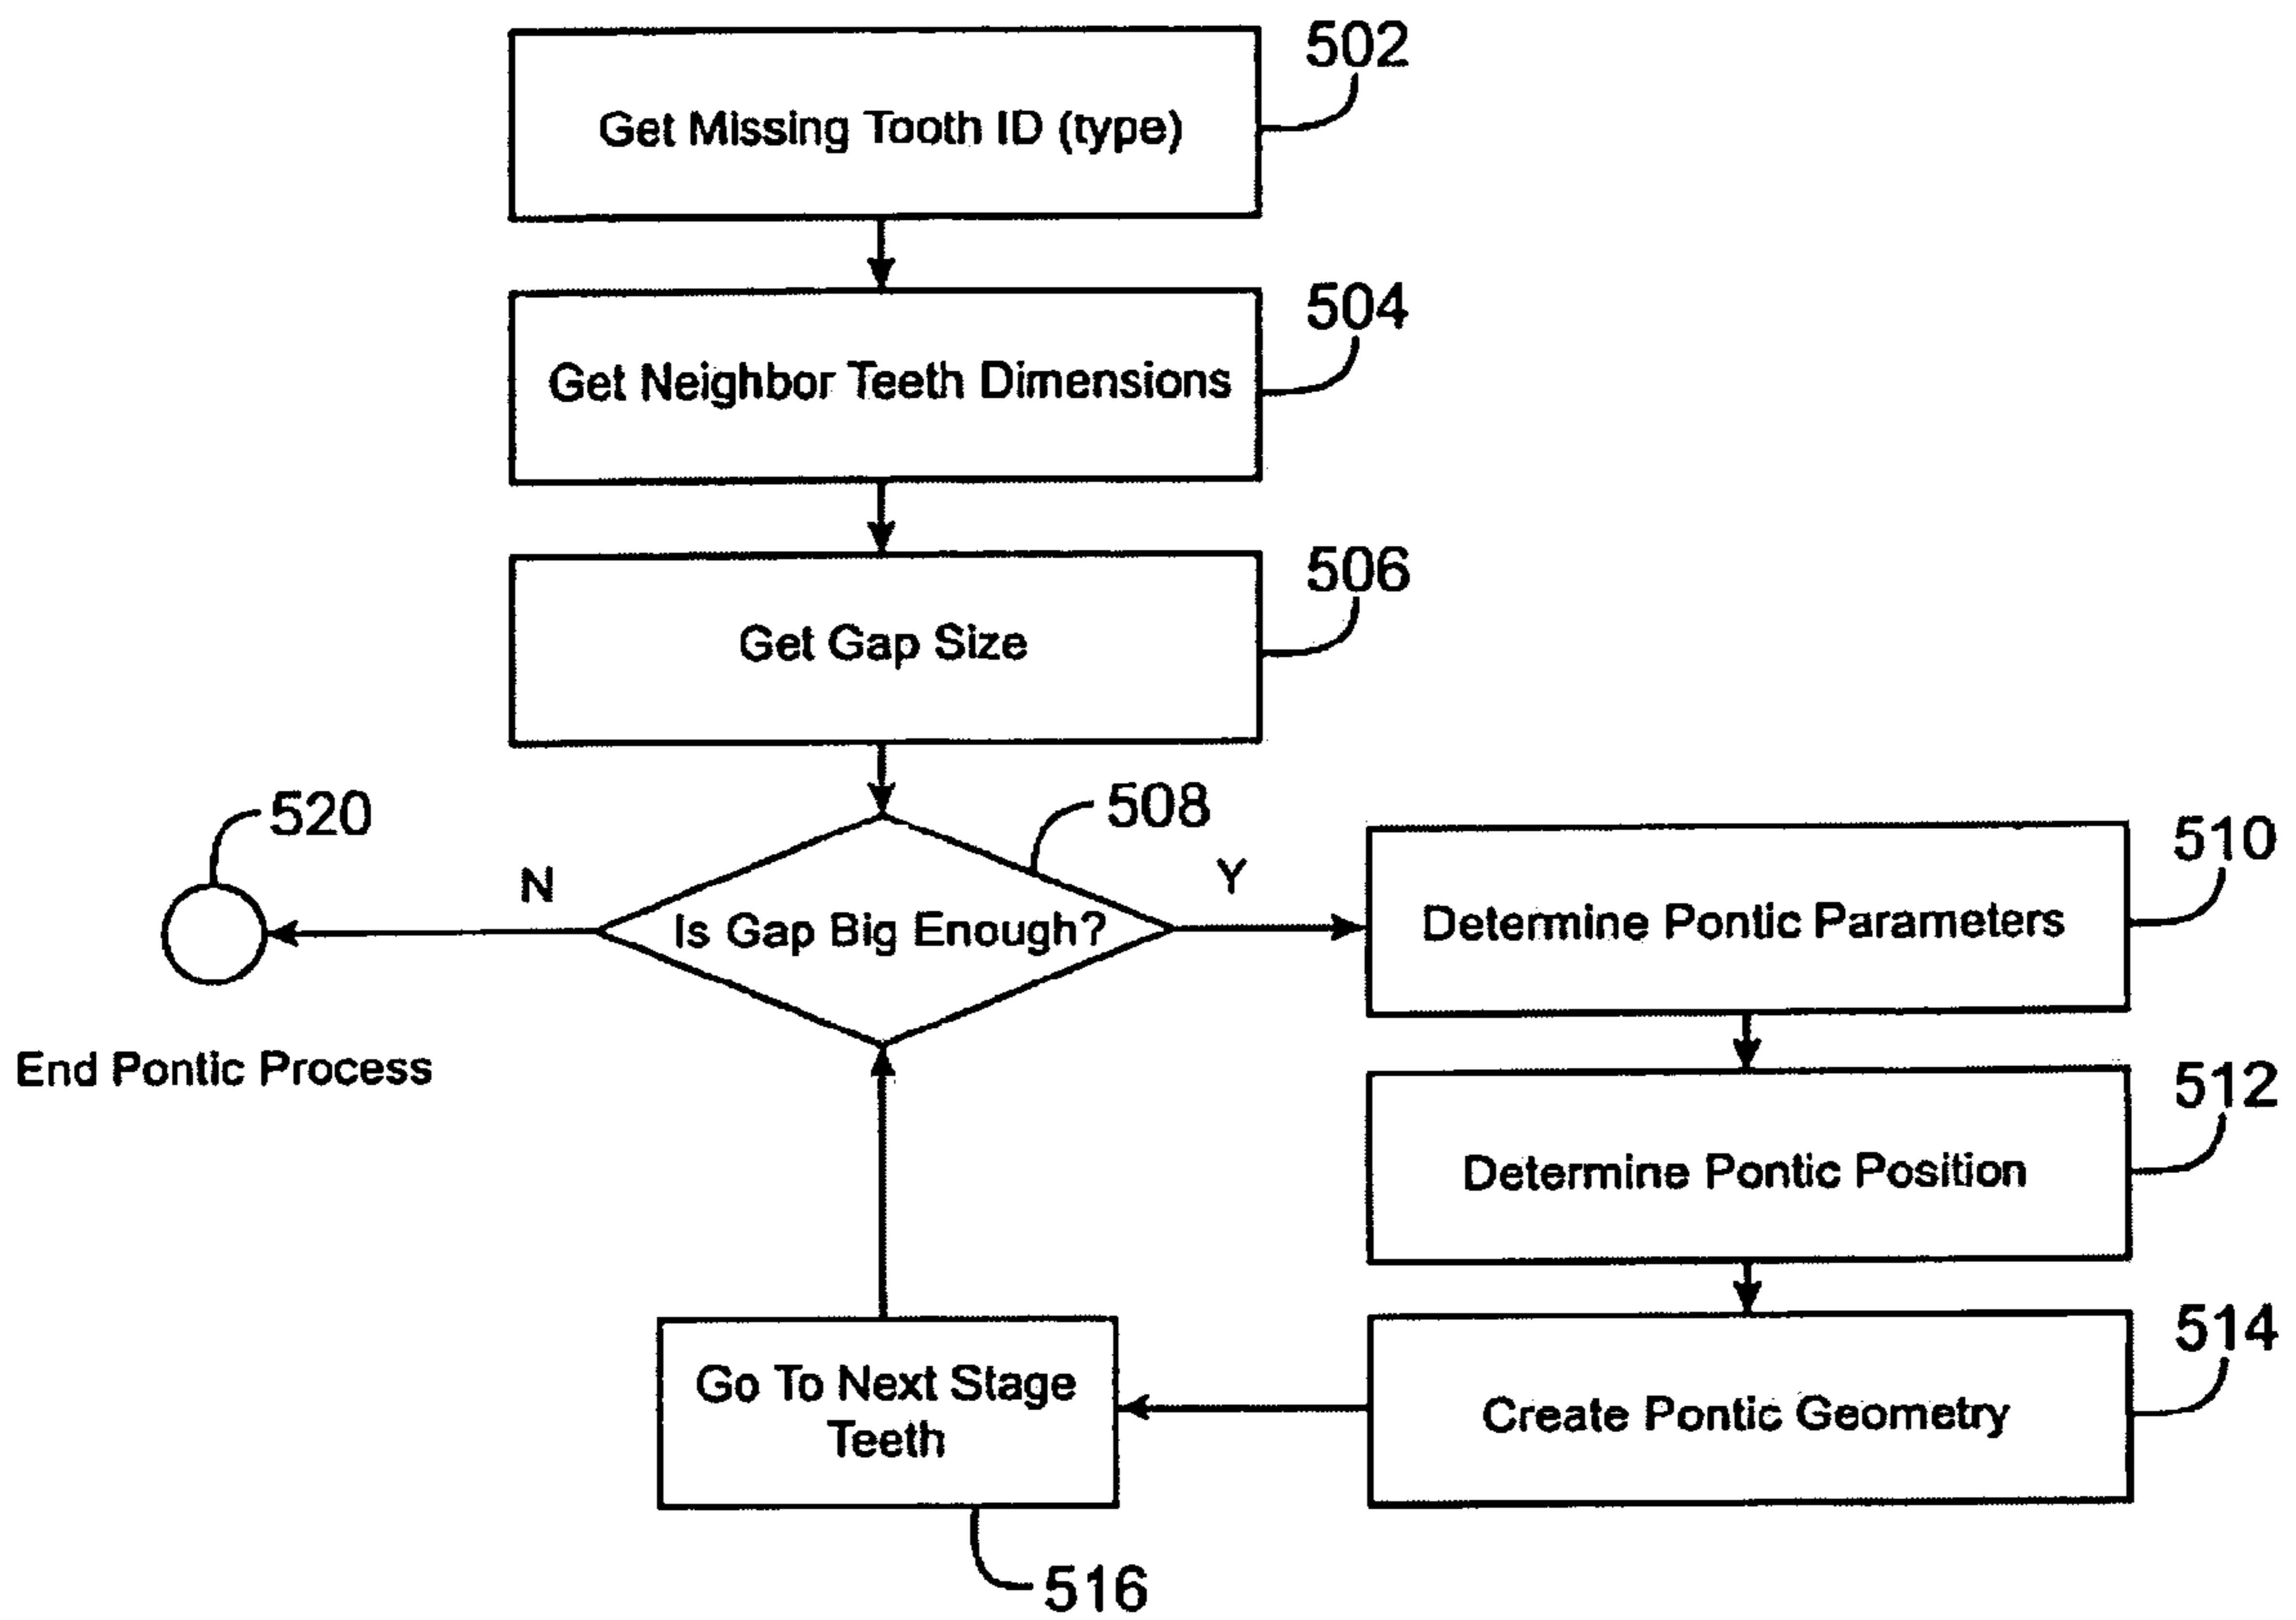 502
Get Missing Tooth ID (type)
504
Get Neighbor Teeth Dimensions
506
Get Gap Size
520
508
N
Y
Is Gap Big Enough?
510
Determine Pontic Parameters
End Pontic Process
512
Determine Pontic Position
514
Go To Next Stage
Teeth
Create Pontic Geometry
516